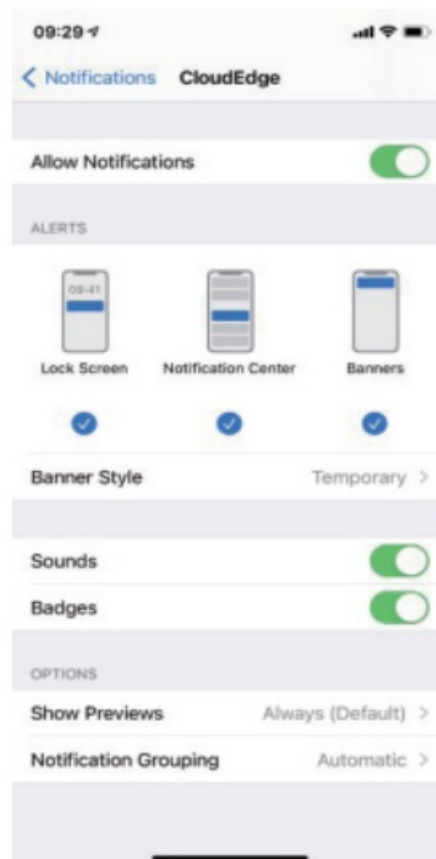 09:29
Notifications CloudEdge
Allow Notifications
ALERTS
09:41
Lock Screen Notification Center Banners
Banner Style Temporary
Sounds
Badges
OPTIONS
Show Previews Always (Default)
Notification Grouping Automatic